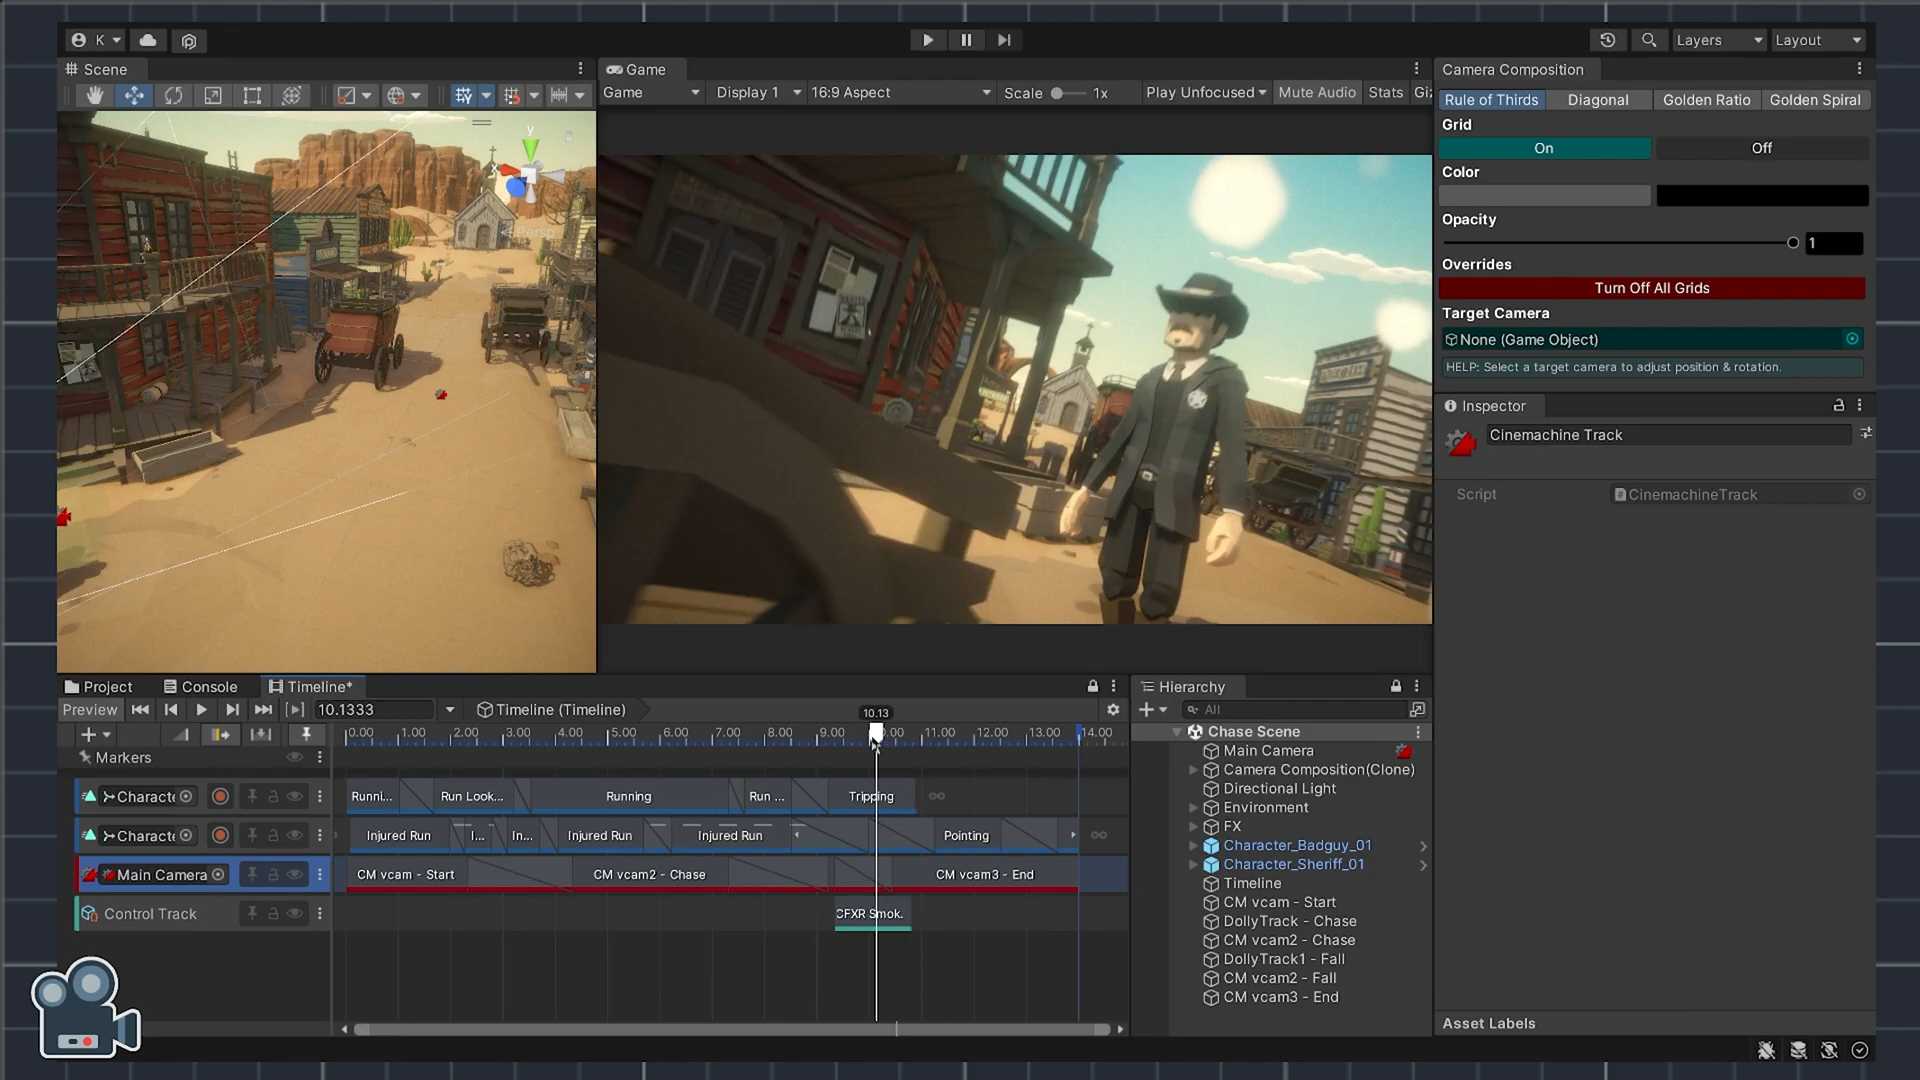 K
Layers
Layout
Scene
Game
Camera Composition
Game
Display 1
16:9 Aspect
Scale
1x
Play Unfocused
Mute Audio
Stats
Giz
Rule of Thirds
Diagonal
Golden Ratio
Golden Spiral
Grid
On
Off
Color
Opacity
1
Overrides
Turn Off All Grids
Target Camera
None (Game Object)
HELP: Select a target camera to adjust position & rotation.
y
x
Persp
Inspector
Cinemachine Track
Script
CinemachineTrack
Asset Labels
Project
Console
Timeline*
Preview
10.1333
Timeline (Timeline)
10.13
0.00
1.00
2.00
3.00
4.00
5.00
6.00
7.00
8.00
9.00
0.00
11.00
12.00
13.00
14.00
Markers
Characte
Runni...
Run Look...
Running
Run ...
Tripping
Characte
Injured Run
I...
In...
Injured Run
Injured Run
Pointing
Main Camera
CM vcam - Start
CM vcam2 - Chase
CM vcam3 - End
Control Track
CFXR Smok.
Hierarchy
All
Chase Scene
Main Camera
Camera Composition(Clone)
Directional Light
Environment
FX
Character_Badguy_01
Character_Sheriff_01
Timeline
CM vcam - Start
DollyTrack - Chase
CM vcam2 - Chase
DollyTrack1 - Fall
CM vcam2 - Fall
CM vcam3 - End